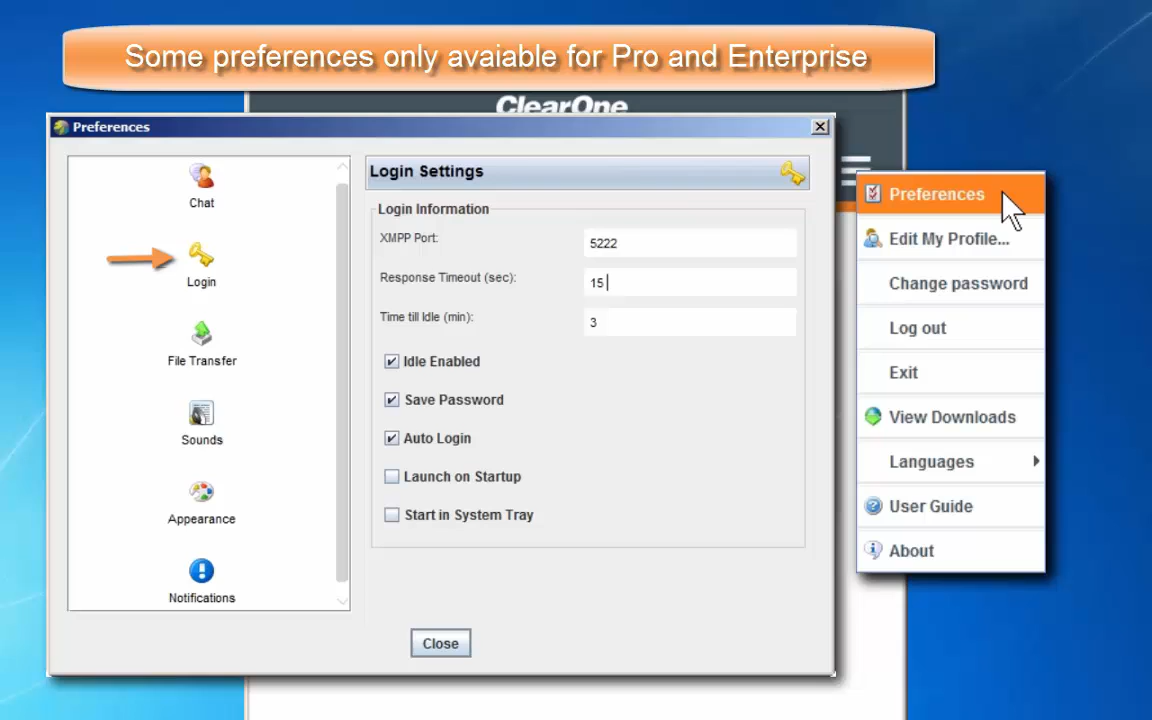 Some preferences only avaiable for Pro and Enterprise
ClearOne
Preferences
Chat
Login
File Transfer
Sounds
Appearance
Notifications
Login Settings
Login Information
XMPP Port: 5222
Response Timeout (sec): 15
Time till Idle (min): 3
Idle Enabled
Save Password
Auto Login
Launch on Startup
Start in System Tray
Close
Preferences
Edit My Profile...
Change password
Log out
Exit
View Downloads
Languages
User Guide
About